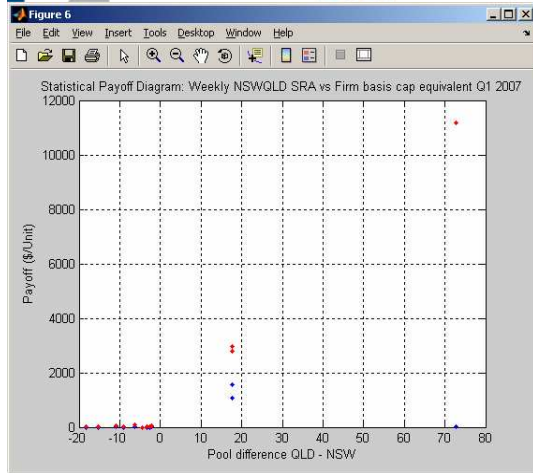 Figure 6
File Edit View Insert Tools Desktop Window Help
Statistical Payoff Diagram: Weekly NSWQLD SRA vs Firm basis cap equivalent Q1 2007
12000
10000
8000
6000
4000
2000
0
Payoff ($/Unit)
-20 -10 0 10 20 30 40 50 60 70 80
Pool difference QLD - NSW